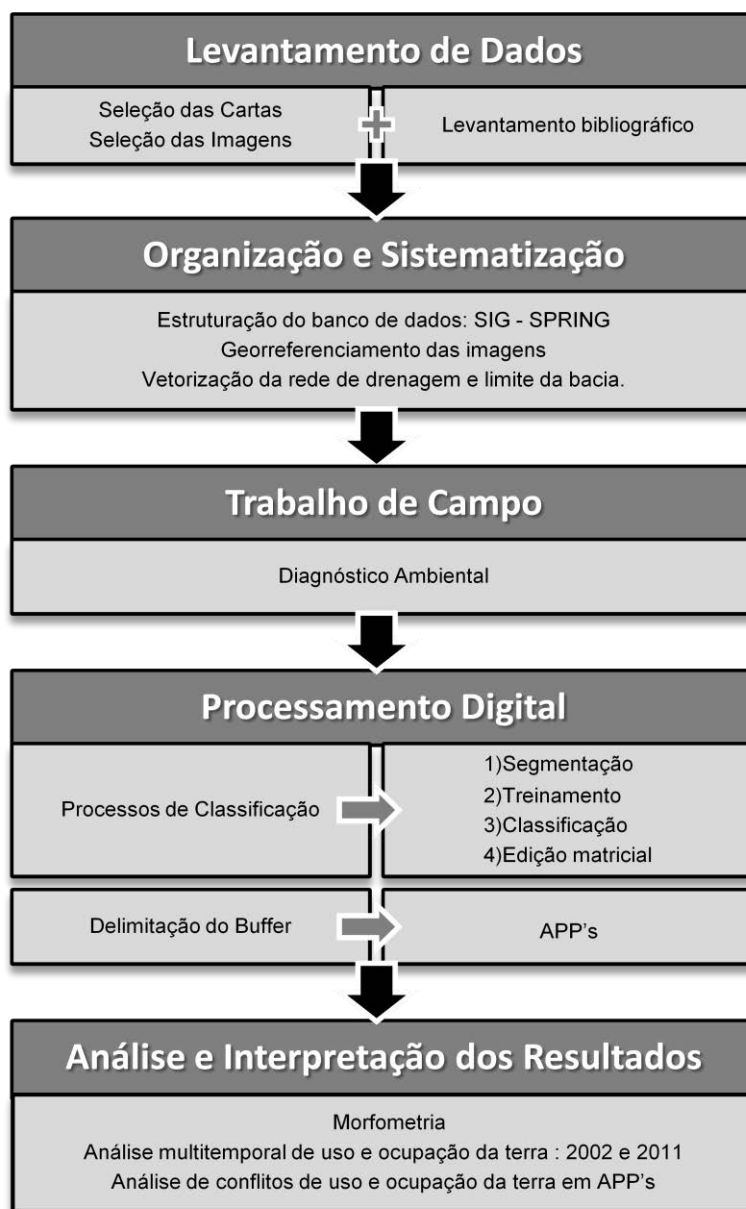 Levantamento de Dados
Seleção das Cartas
Seleção das Imagens
Levantamento bibliográfico
Organização e Sistematização
Estruturação do banco de dados: SIG - SPRING
Georreferenciamento das imagens
Vetorização da rede de drenagem e limite da bacia.
Trabalho de Campo
Diagnóstico Ambiental
Processamento Digital
Processos de Classificação
1)Segmentação
2)Treinamento
3)Classificação
4)Edição matricial
Delimitação do Buffer
APP's
Análise e Interpretação dos Resultados
Morfometria
Análise multitemporal de uso e ocupação da terra : 2002 e 2011
Análise de conflitos de uso e ocupação da terra em APP's